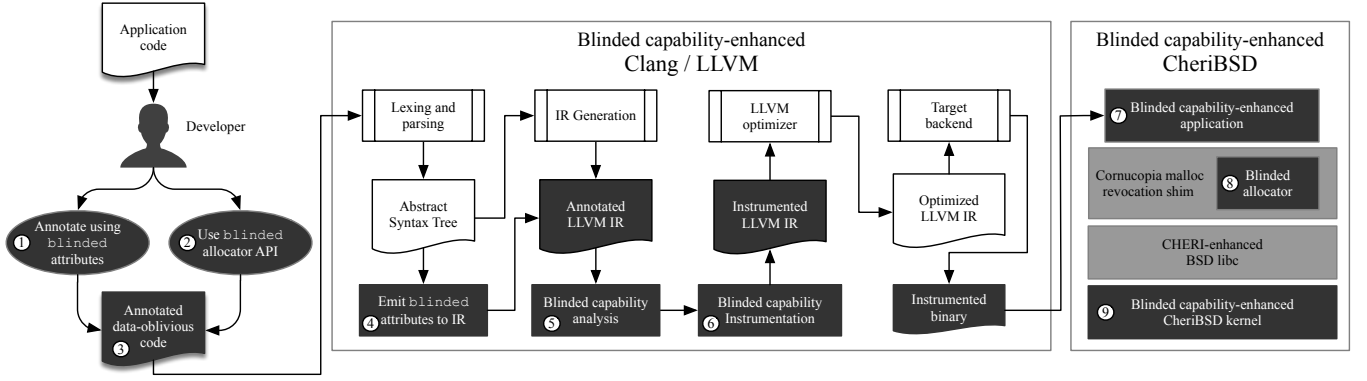 Application
code
Developer
1
Annotate using
blinded
attributes
2
Use blinded
allocator API
Annotated
data-oblivious
code
3
Blinded capability-enhanced
Clang / LLVM
Lexing and
parsing
IR Generation
LLVM
optimizer
Target
backend
Abstract
Syntax Tree
Annotated
LLVM IR
Instrumented
LLVM IR
Optimized
LLVM IR
Emit blinded
4 attributes to IR
Blinded capability
5 analysis
Blinded capability
6 Instrumentation
Instrumented
binary
Blinded capability-enhanced
CheriBSD
7 Blinded capability-enhanced
application
Cornucopia malloc
revocation shim
8 Blinded
allocator
CHERI-enhanced
BSD libc
9 Blinded capability-enhanced
CheriBSD kernel